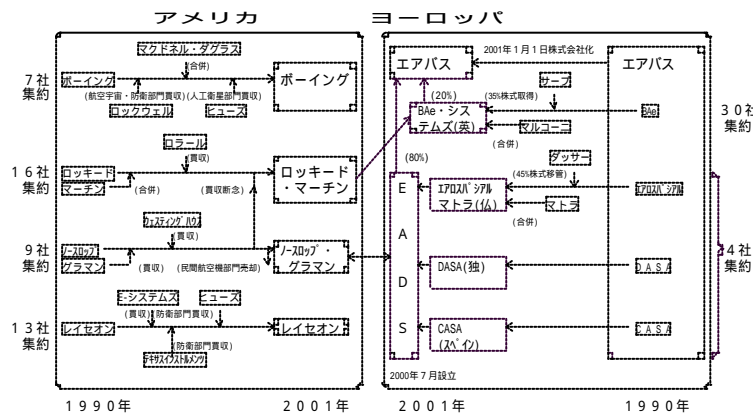 アメリカ
ヨーロッパ
マクドネル・ダグラス
(合併)
7社
集約
ボーイング
ボーイング
(航空宇宙・防衛部門買収)
(人工衛星部門買収)
ロックウェル
ヒューズ
ロラール
(買収)
16社
集約
ロッキード
マーチン
(合併)
(買収断念)
ロッキード
・マーチン
ウェスティングハウス
(買収)
9社
集約
ノースロップ
グラマン
(買収)
(民間航空機部門売却)
ノースロップ・
グラマン
E-システムズ
ヒューズ
(買収)
(防衛部門買収)
13社
集約
レイセオン
レイセオン
(防衛部門買収)
テキサスインスツルメンツ
1990年
2001年
エアバス
2001年1月1日株式会社化
エアバス
(20%)
(35%株式取得)
サーブ
BAe・シス
テムズ(英)
BAe
マルコーニ
(合併)
30社
集約
(80%)
ダッサー
(45%株式移管)
E
A
D
S
エアロスパシアル
マトラ(仏)
エアロスパシアル
マトラ
(合併)
4社
集約
DASA(独)
DASA
CASA
(スペイン)
CASA
2000年7月設立
2001年
1990年